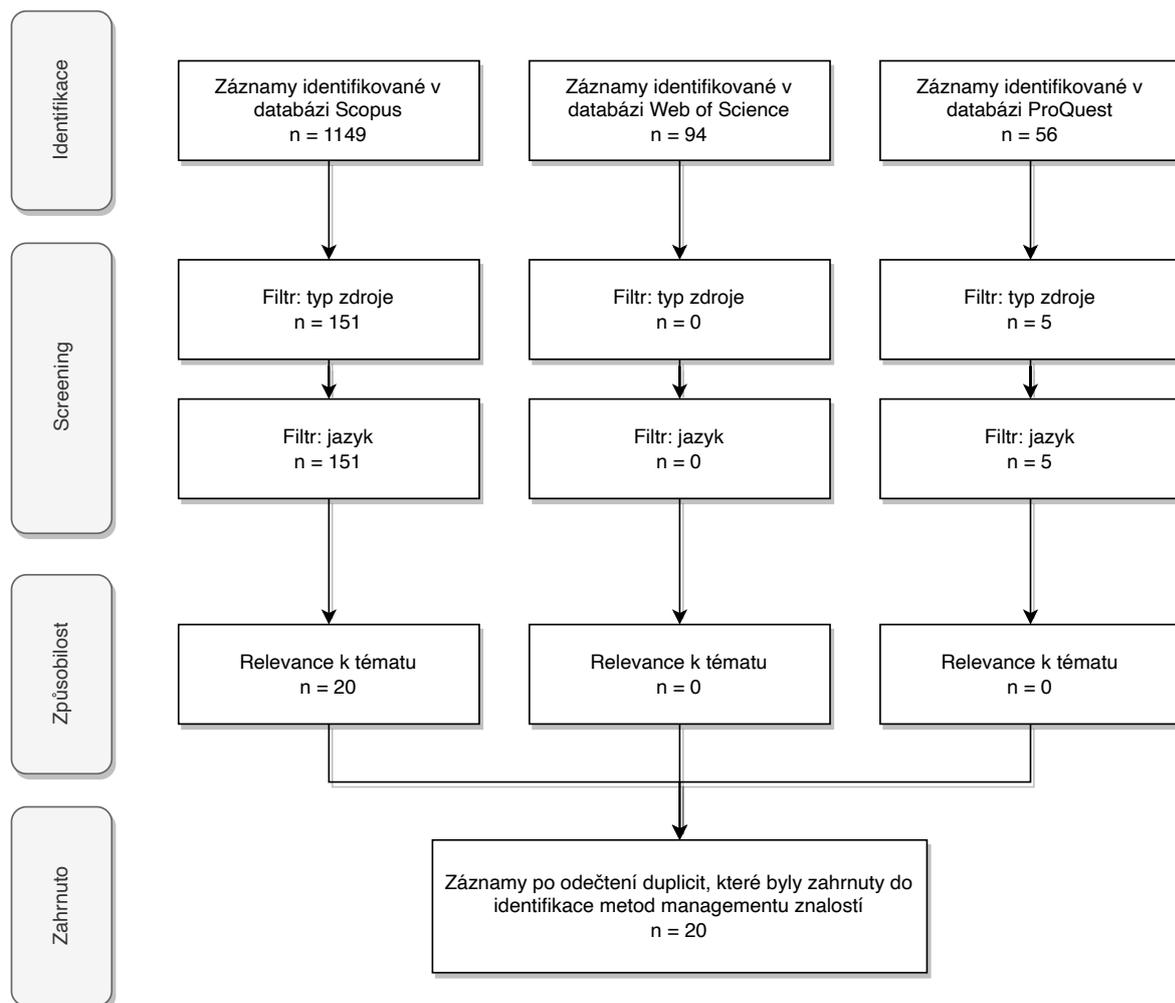 Identifikace
Záznamy identifikované v
databázi Scopus
n = 1149
Záznamy identifikované v
databázi Web of Science
n = 94
Záznamy identifikované v
databázi ProQuest
n = 56
Screening
Filtr: typ zdroje
n = 151
Filtr: typ zdroje
n = 0
Filtr: typ zdroje
n = 5
Filtr: jazyk
n = 151
Filtr: jazyk
n = 0
Filtr: jazyk
n = 5
Způsobilost
Relevance k tématu
n = 20
Relevance k tématu
n = 0
Relevance k tématu
n = 0
Zahrnuto
Záznamy po odečtení duplicit, které byly zahrnuty do
identifikace metod managementu znalostí
n = 20